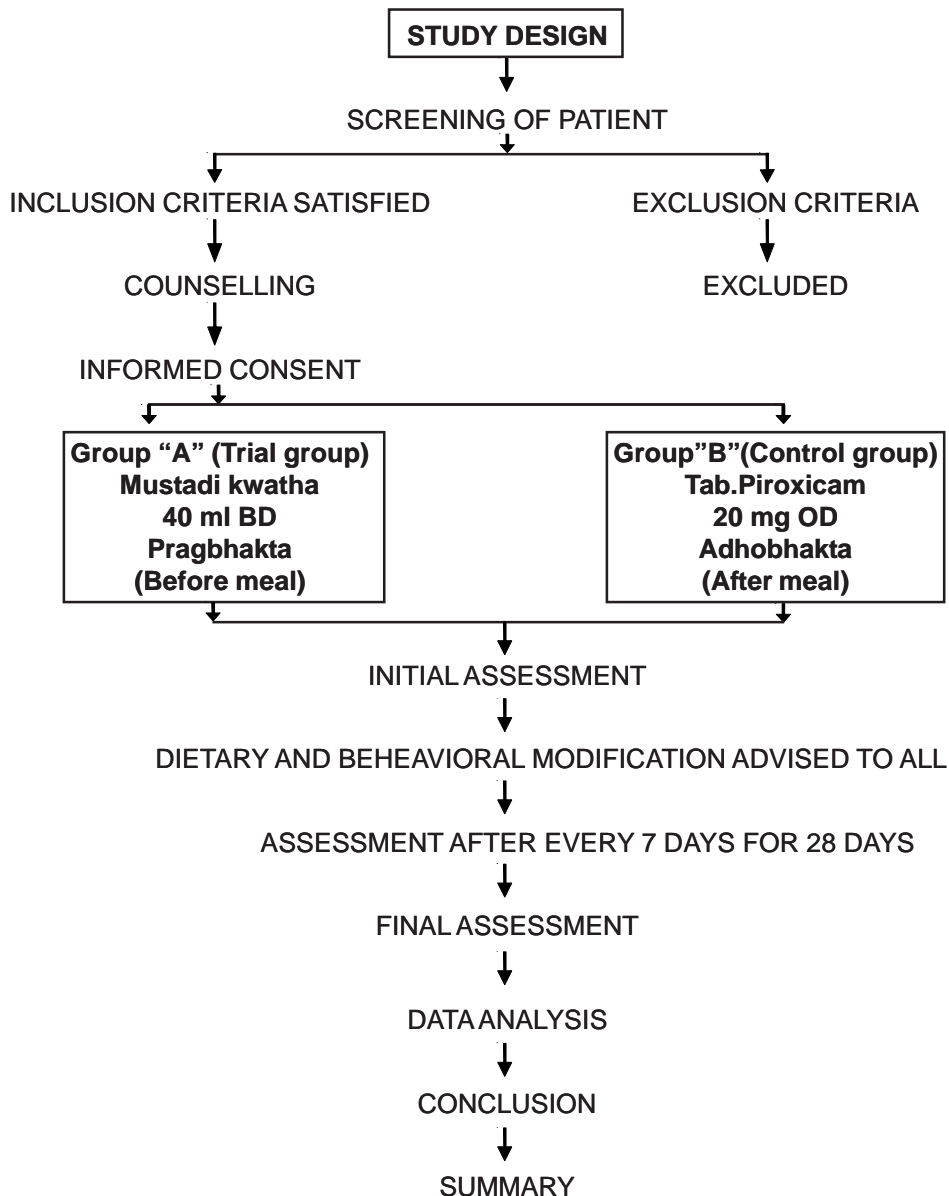 STUDY DESIGN
SCREENING OF PATIENT
INCLUSION CRITERIA SATISFIED
EXCLUSION CRITERIA
COUNSELLING
EXCLUDED
INFORMED CONSENT
Group “A” (Trial group)
Mustadi kwatha
40 ml BD
Pragbhakta
(Before meal)
Group”B”(Control group)
Tab.Piroxicam
20 mg OD
Adhobhakta
(After meal)
INITIAL ASSESSMENT
DIETARY AND BEHEAVIORAL MODIFICATION ADVISED TO ALL
ASSESSMENT AFTER EVERY 7 DAYS FOR 28 DAYS
FINAL ASSESSMENT
DATA ANALYSIS
CONCLUSION
SUMMARY